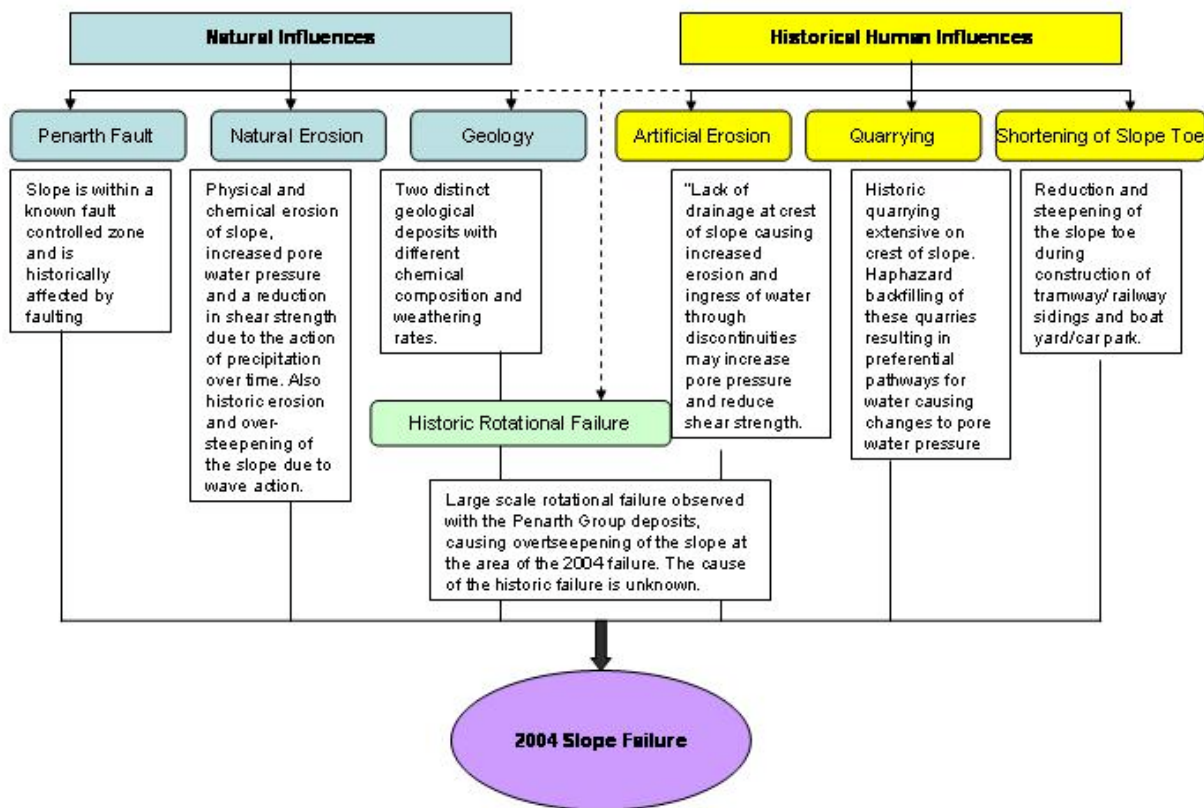 Natural Influences
Historical Human Influences
Penarth Fault
Natural Erosion
Geology
Artificial Erosion
Quarrying
Shortening of Slope Toe
Slope is within a
known fault
controlled zone
and is
historically
affected by
faulting
Physical and
chemical erosion
of slope,
increased pore
water pressure
and a reduction
in shear strength
due to the action
of precipitation
over time. Also
historic erosion
and over-
steepening of
the slope due to
wave action.
Two distinct
geological
deposits with
different
chemical
composition and
weathering
rates.
"Lack of
drainage at crest
of slope causing
increased
erosion and
ingress of water
through
discontinuities
may increase
pore pressure
and reduce
shear strength.
Historic
quarrying
extensive on
crest of slope.
Haphazard
backfilling of
these quarries
resulting in
preferential
pathways for
water causing
changes to pore
water pressure
Reduction and
steepening of
the slope toe
during
construction of
tramway/ railway
sidings and boat
yard/car park.
Historic Rotational Failure
Large scale rotational failure observed
with the Penarth Group deposits,
causing overtseepening of the slope at
the area of the 2004 failure. The cause
of the historic failure is unknown.
2004 Slope Failure